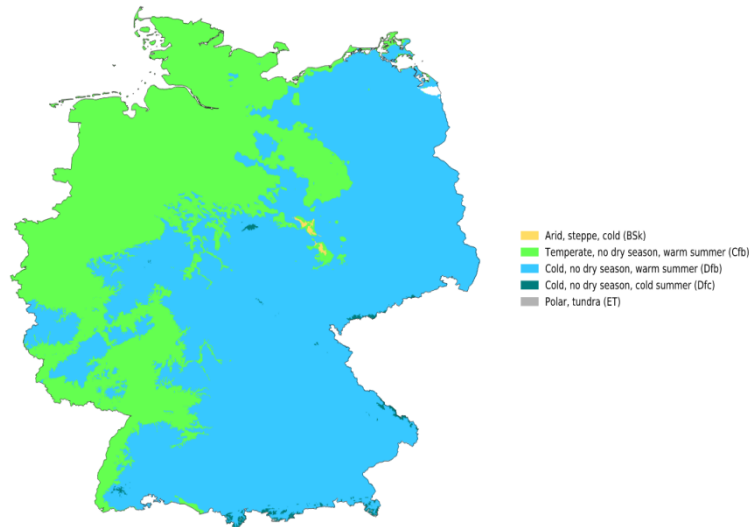 Arid, steppe, cold (BSk)
Temperate, no dry season, warm summer (Cfb)
Cold, no dry season, warm summer (Dfb)
Cold, no dry season, cold summer (Dfc)
Polar, tundra (ET)